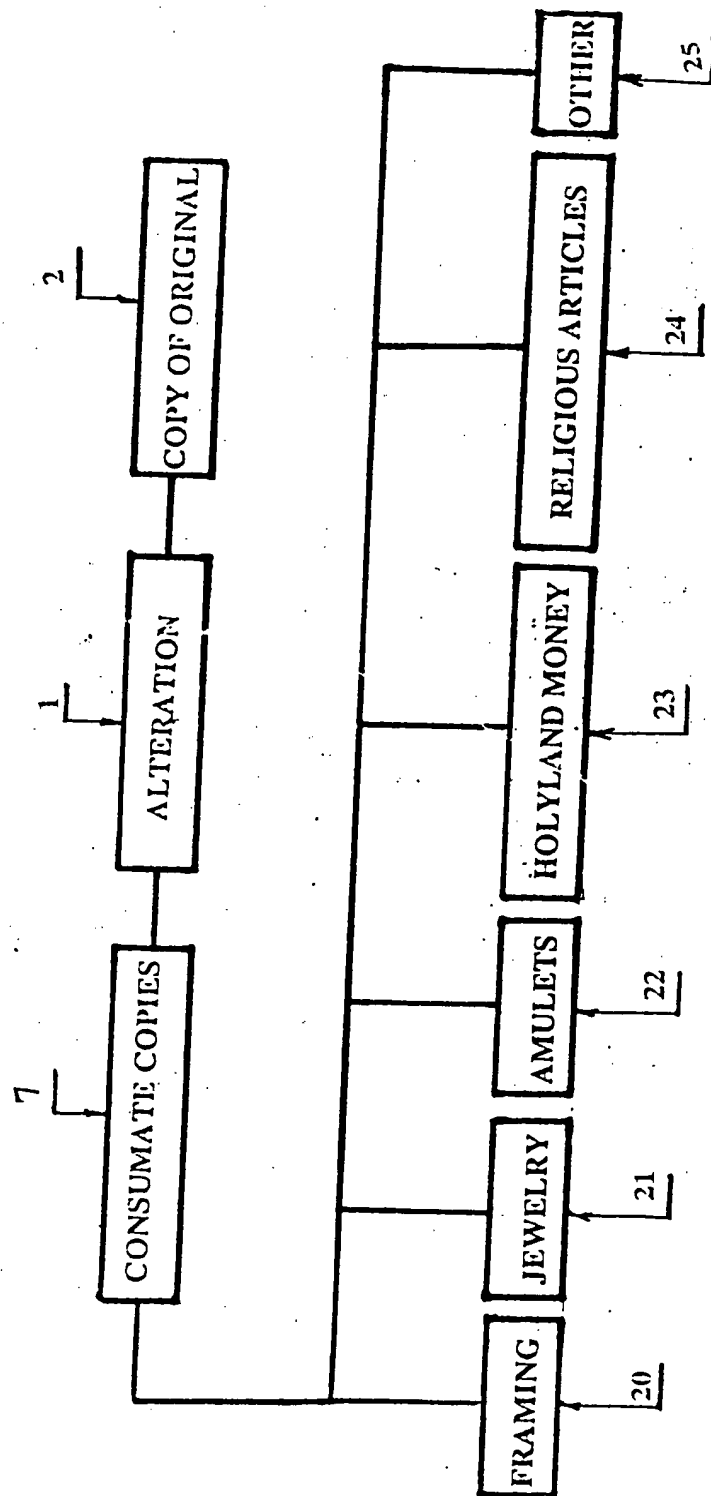 7
1
2
CONSUMATE COPIES
ALTERATION
COPY OF ORIGINAL
FRAMING
JEWELRY
AMULETS
HOLYLAND MONEY
RELIGIOUS ARTICLES
OTHER
20
21
22
23
24
25